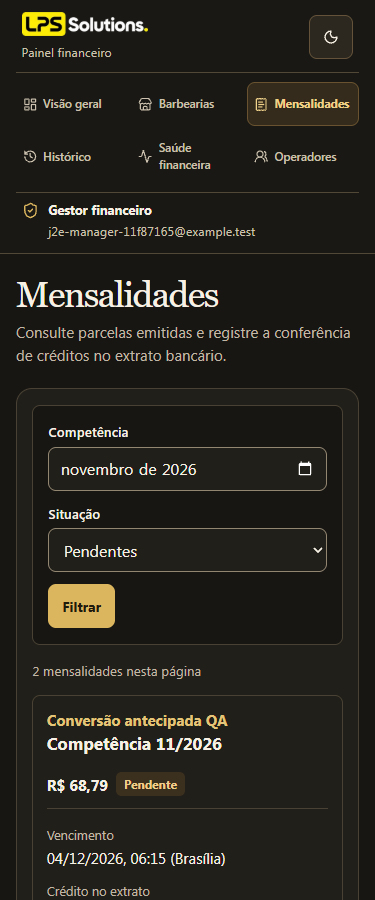 LPS Solutions.
Painel financeiro
Visão geral
Barbearias
Mensalidades
Histórico
Saúde
financeira
Operadores
Gestor financeiro
j2e-manager-11f87165@example.test
Mensalidades
Consulte parcelas emitidas e registre a conferência
de créditos no extrato bancário.
Competência
novembro de 2026
Situação
Pendentes
Filtrar
2 mensalidades nesta página
Conversão antecipada QA
Competência 11/2026
R$ 68,79 Pendente
Vencimento
04/12/2026, 06:15 (Brasília)
Crédito no extrato